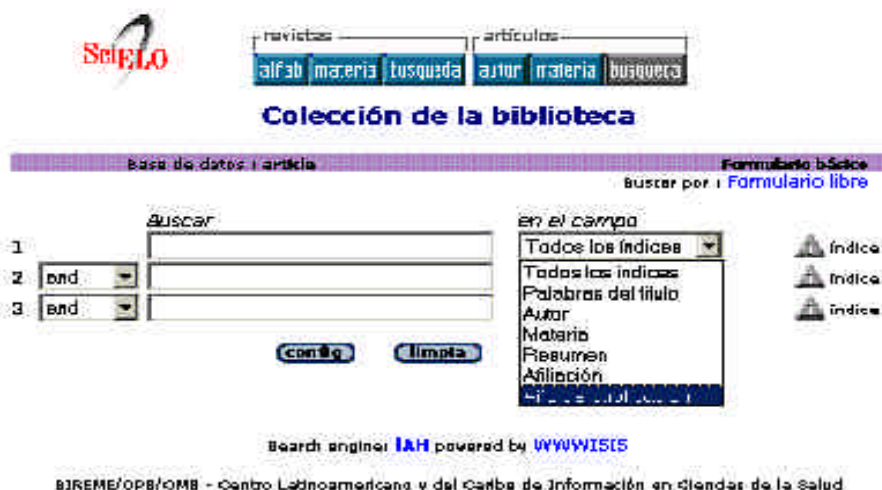 SciELO
revistas artículos
alfab materia busqueda autor materia busqueda
Colección de la biblioteca
Base de datos : article Formulario básico
Buscar por : Formulario libre
Buscar en el campo
1 Todos los índices índice
2 and Todos los índices índice
Palabras del título
3 and Autor índice
Materia
Resumen
config limpia
Afiliación
Search engine: iAH powered by WWWISIS
BIREME/OPS/OMS - Centro Latinoamericano y del Caribe de Información en Ciencias de la Salud